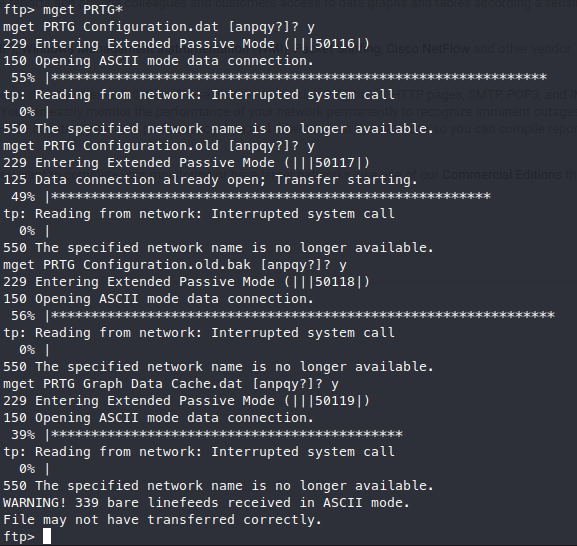 ftp> mget PRTG*
mget PRTG Configuration.dat [anpqy?]? y
229 Entering Extended Passive Mode (|||50116|)
150 Opening ASCII mode data connection.
55% |**************************************************************
tp: Reading from network: Interrupted system call
0% |
550 The specified network name is no longer available.
mget PRTG Configuration.old [anpqy?]? y
229 Entering Extended Passive Mode (|||50117|)
125 Data connection already open; Transfer starting.
49% |*******************************************************
tp: Reading from network: Interrupted system call
0% |
550 The specified network name is no longer available.
mget PRTG Configuration.old.bak [anpqy?]? y
229 Entering Extended Passive Mode (|||50118|)
150 Opening ASCII mode data connection.
56% |***************************************************************
tp: Reading from network: Interrupted system call
0% |
550 The specified network name is no longer available.
mget PRTG Graph Data Cache.dat [anpqy?]? y
229 Entering Extended Passive Mode (|||50119|)
150 Opening ASCII mode data connection.
39% |********************************************
tp: Reading from network: Interrupted system call
0% |
550 The specified network name is no longer available.
WARNING! 339 bare linefeeds received in ASCII mode.
File may not have transferred correctly.
ftp>